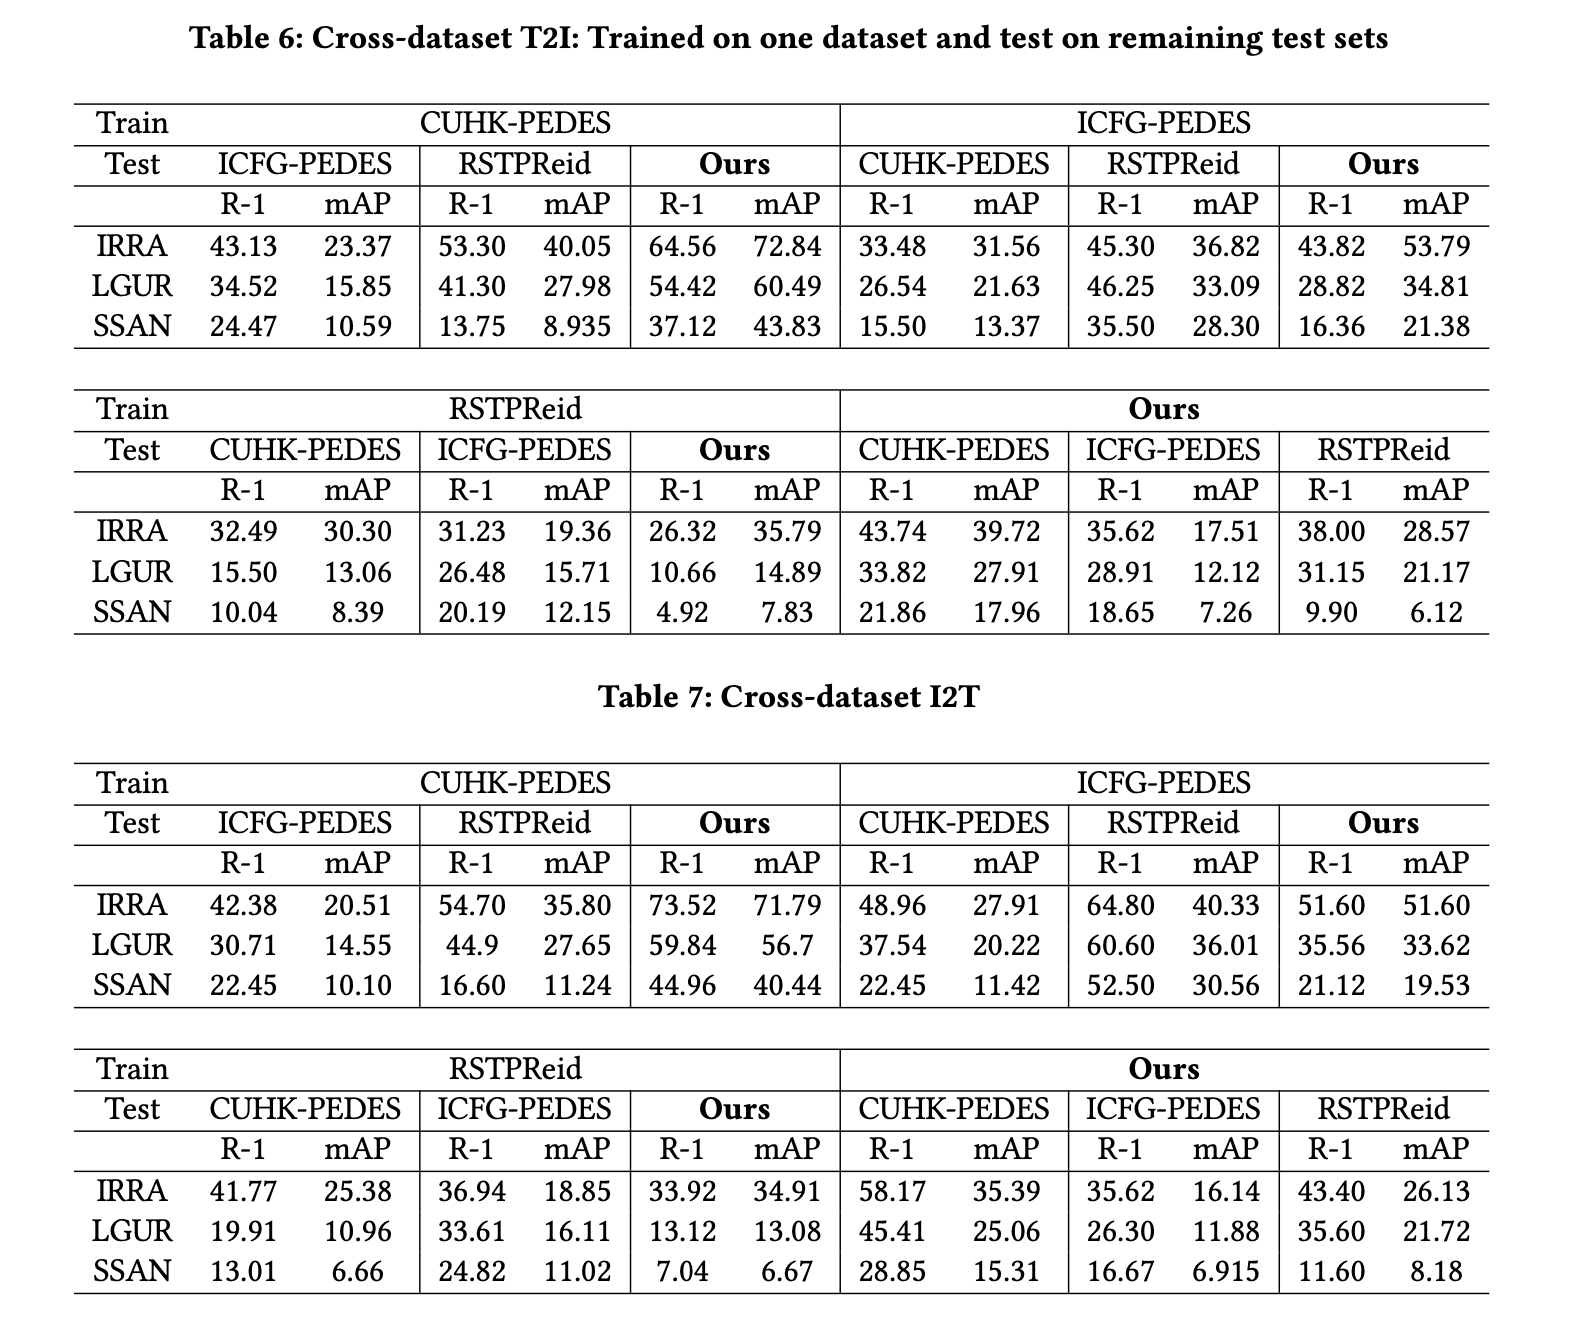 Table 6: Cross-dataset T2I: Trained on one dataset and test on remaining test sets
Train CUHK-PEDES ICFG-PEDES
Test ICFG-PEDES RSTPReid Ours CUHK-PEDES RSTPReid Ours
R-1 mAP R-1 mAP R-1 mAP R-1 mAP R-1 mAP R-1 mAP
IRRA 43.13 23.37 53.30 40.05 64.56 72.84 33.48 31.56 45.30 36.82 43.82 53.79
LGUR 34.52 15.85 41.30 27.98 54.42 60.49 26.54 21.63 46.25 33.09 28.82 34.81
SSAN 24.47 10.59 13.75 8.935 37.12 43.83 15.50 13.37 35.50 28.30 16.36 21.38
Train RSTPReid Ours
Test CUHK-PEDES ICFG-PEDES Ours CUHK-PEDES ICFG-PEDES RSTPReid
R-1 mAP R-1 mAP R-1 mAP R-1 mAP R-1 mAP R-1 mAP
IRRA 32.49 30.30 31.23 19.36 26.32 35.79 43.74 39.72 35.62 17.51 38.00 28.57
LGUR 15.50 13.06 26.48 15.71 10.66 14.89 33.82 27.91 28.91 12.12 31.15 21.17
SSAN 10.04 8.39 20.19 12.15 4.92 7.83 21.86 17.96 18.65 7.26 9.90 6.12
Table 7: Cross-dataset I2T
Train CUHK-PEDES ICFG-PEDES
Test ICFG-PEDES RSTPReid Ours CUHK-PEDES RSTPReid Ours
R-1 mAP R-1 mAP R-1 mAP R-1 mAP R-1 mAP R-1 mAP
IRRA 42.38 20.51 54.70 35.80 73.52 71.79 48.96 27.91 64.80 40.33 51.60 51.60
LGUR 30.71 14.55 44.9 27.65 59.84 56.7 37.54 20.22 60.60 36.01 35.56 33.62
SSAN 22.45 10.10 16.60 11.24 44.96 40.44 22.45 11.42 52.50 30.56 21.12 19.53
Train RSTPReid Ours
Test CUHK-PEDES ICFG-PEDES Ours CUHK-PEDES ICFG-PEDES RSTPReid
R-1 mAP R-1 mAP R-1 mAP R-1 mAP R-1 mAP R-1 mAP
IRRA 41.77 25.38 36.94 18.85 33.92 34.91 58.17 35.39 35.62 16.14 43.40 26.13
LGUR 19.91 10.96 33.61 16.11 13.12 13.08 45.41 25.06 26.30 11.88 35.60 21.72
SSAN 13.01 6.66 24.82 11.02 7.04 6.67 28.85 15.31 16.67 6.915 11.60 8.18